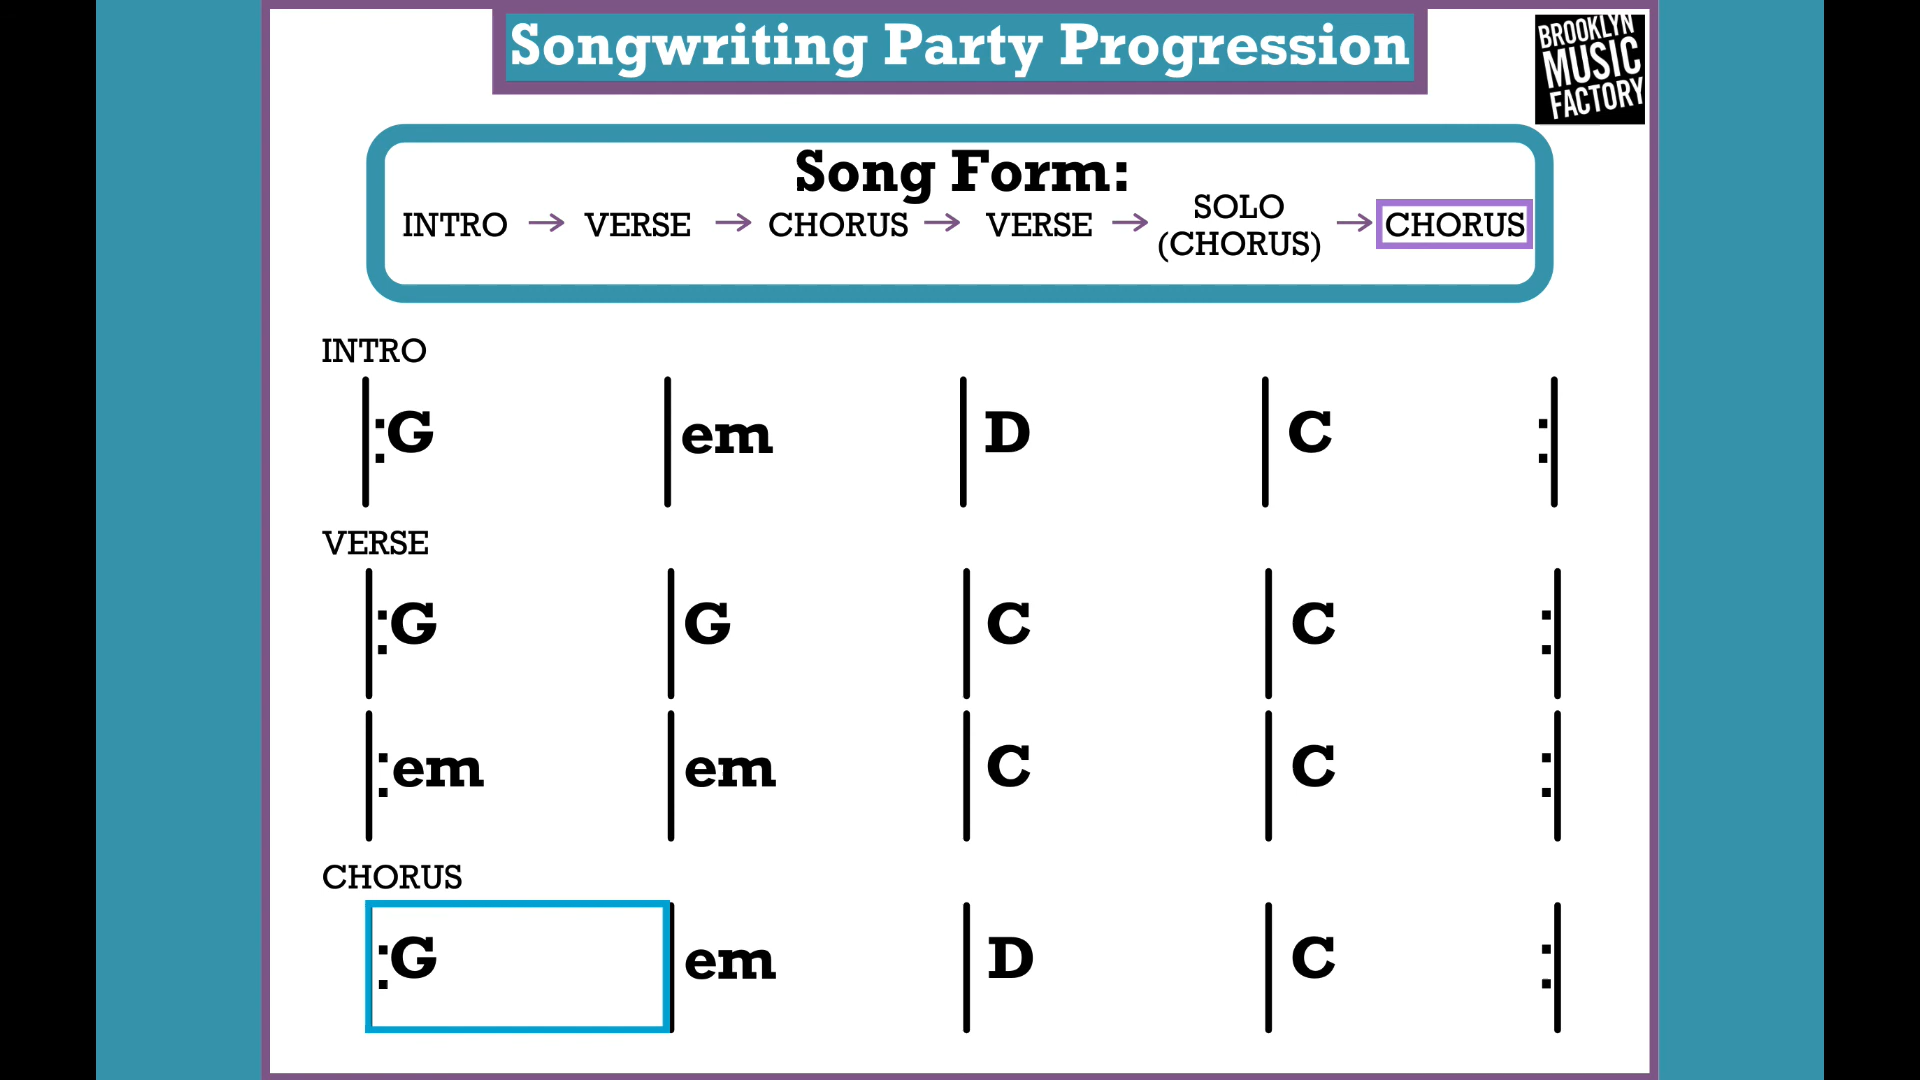 Songwriting Party Progression
BROOKLYN
MUSIC
FACTORY
Song Form:
INTRO → VERSE → CHORUS → VERSE → SOLO (CHORUS) → CHORUS
INTRO
|:G |em |D |C :|
VERSE
|:G |G |C |C :|
|:em |em |C |C :|
CHORUS
|:G |em |D |C :|